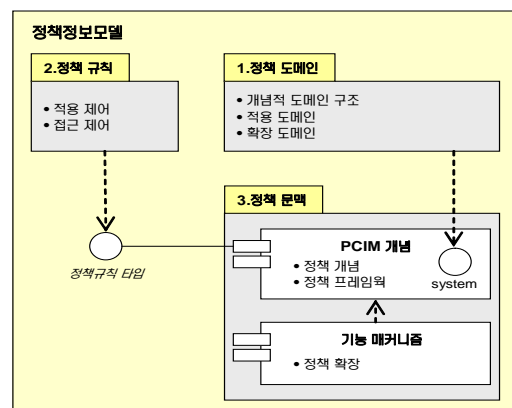 정책정보모델
2.정책 규칙
• 적용 제어
• 접근 제어
1.정책 도메인
• 개념적 도메인 구조
• 적용 도메인
• 확장 도메인
3.정책 문맥
PCIM 개념
• 정책 개념
• 정책 프레임웍
system
정책규칙 타입
기능 매커니즘
• 정책 확장